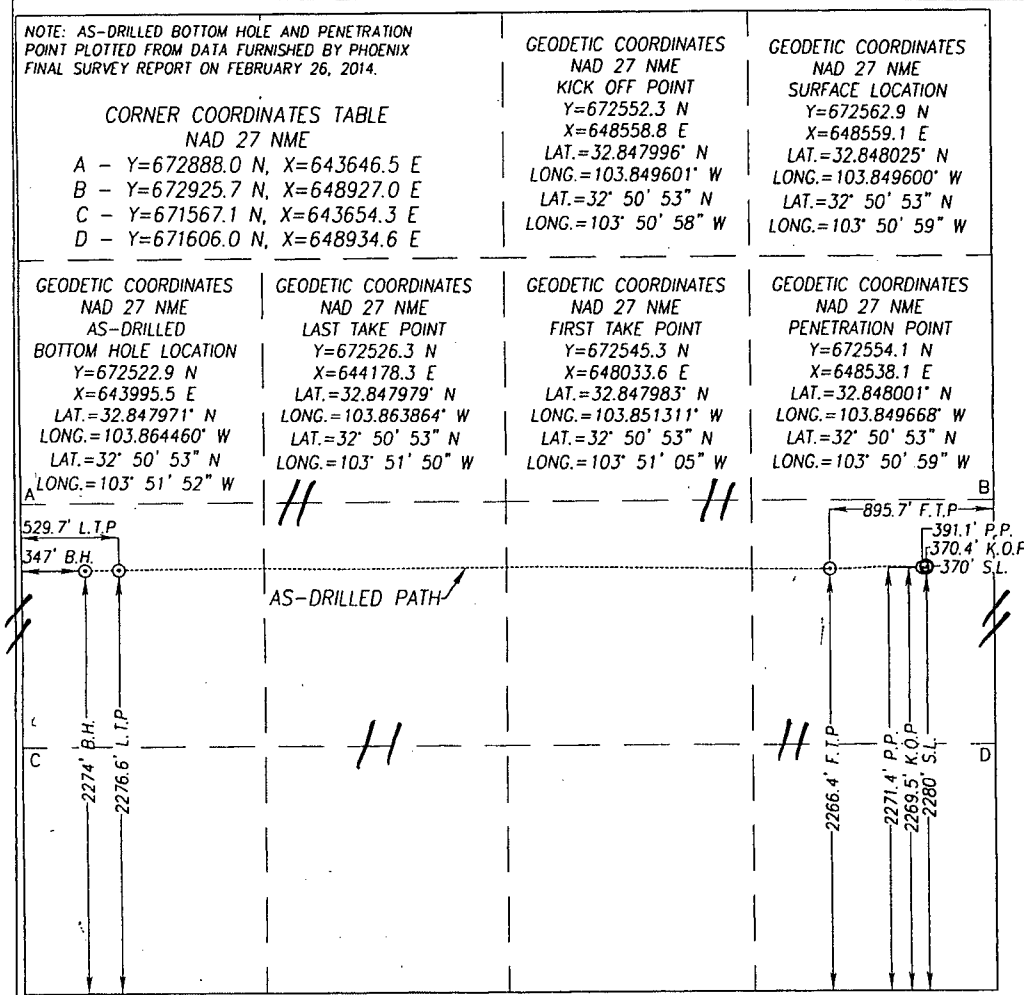 NOTE: AS-DRILLED BOTTOM HOLE AND PENETRATION
POINT PLOTTED FROM DATA FURNISHED BY PHOENIX
FINAL SURVEY REPORT ON FEBRUARY 26, 2014.
CORNER COORDINATES TABLE
NAD 27 NME
A - Y=672888.0 N, X=643646.5 E
B - Y=672925.7 N, X=648927.0 E
C - Y=671567.1 N, X=643654.3 E
D - Y=671606.0 N, X=648934.6 E
GEODETIC COORDINATES
NAD 27 NME
KICK OFF POINT
Y=672552.3 N
X=648558.8 E
LAT.=32.847996° N
LONG.=103.849601° W
LAT.=32° 50' 53" N
LONG.=103° 50' 58" W
GEODETIC COORDINATES
NAD 27 NME
SURFACE LOCATION
Y=672562.9 N
X=648559.1 E
LAT.=32.848025° N
LONG.=103.849600° W
LAT.=32° 50' 53" N
LONG.=103° 50' 59" W
GEODETIC COORDINATES
NAD 27 NME
AS-DRILLED
BOTTOM HOLE LOCATION
Y=672522.9 N
X=643995.5 E
LAT.=32.847971° N
LONG.=103.864460° W
LAT.=32° 50' 53" N
LONG.=103° 51' 52" W
GEODETIC COORDINATES
NAD 27 NME
LAST TAKE POINT
Y=672526.3 N
X=644178.3 E
LAT.=32.847979° N
LONG.=103.863864° W
LAT.=32° 50' 53" N
LONG.=103° 51' 50" W
GEODETIC COORDINATES
NAD 27 NME
FIRST TAKE POINT
Y=672545.3 N
X=648033.6 E
LAT.=32.847983° N
LONG.=103.851311° W
LAT.=32° 50' 53" N
LONG.=103° 51' 05" W
GEODETIC COORDINATES
NAD 27 NME
PENETRATION POINT
Y=672554.1 N
X=648538.1 E
LAT.=32.848001° N
LONG.=103.849668° W
LAT.=32° 50' 53" N
LONG.=103° 50' 59" W
A
B
529.7' L.T.P
895.7' F.T.P
391.1' P.P.
347' B.H.
370.4' K.O.P
370' S.L.
AS-DRILLED PATH
C
D
2274' B.H.
2276.6' L.T.P
2266.4' F.T.P
2271.4' P.P.
2269.5' K.O.P
2280' S.L.